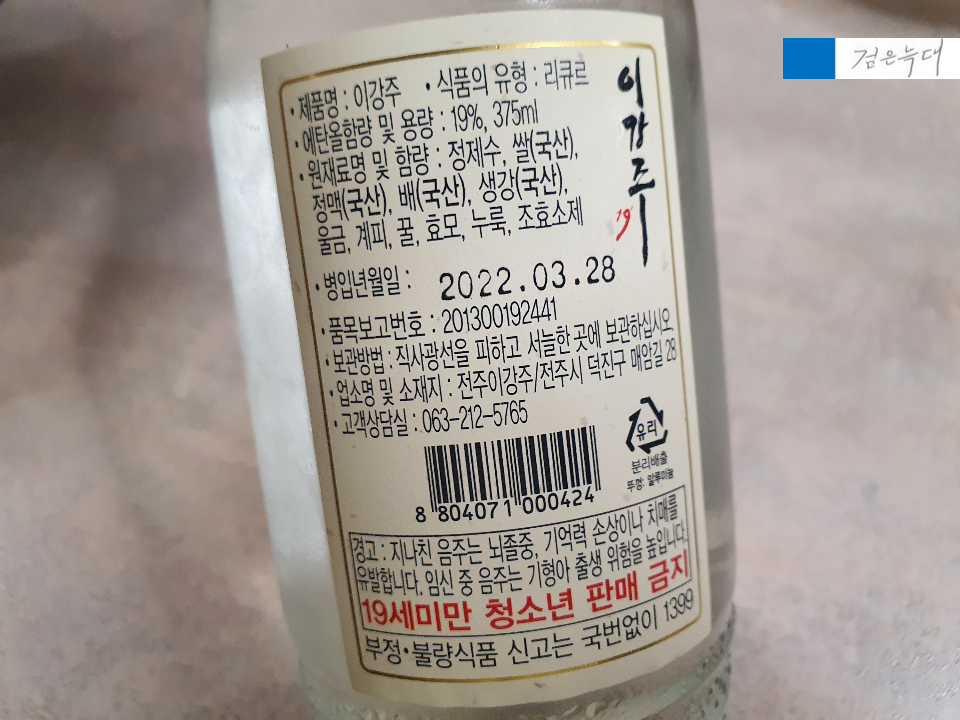 검은늑대
이강주
19
• 제품명 : 이강주 • 식품의 유형 : 리큐르
• 에탄올함량 및 용량 : 19%, 375ml
• 원재료명 및 함량 : 정제수, 쌀(국산),
정맥(국산), 배(국산), 생강(국산),
울금, 계피, 꿀, 효모, 누룩, 조효소제
• 병입년월일 : 2022.03.28
• 품목보고번호 : 201300192441
• 보관방법 : 직사광선을 피하고 서늘한 곳에 보관하십시오.
• 업소명 및 소재지 : 전주이강주/전주시 덕진구 매암길 28
• 고객상담실 : 063-212-5765
유리
분리배출
뚜껑: 알루미늄
8 804071 000424
경고 : 지나친 음주는 뇌졸중, 기억력 손상이나 치매를
유발합니다. 임신 중 음주는 기형아 출생 위험을 높입니다.
19세미만 청소년 판매 금지
부정•불량식품 신고는 국번없이 1399